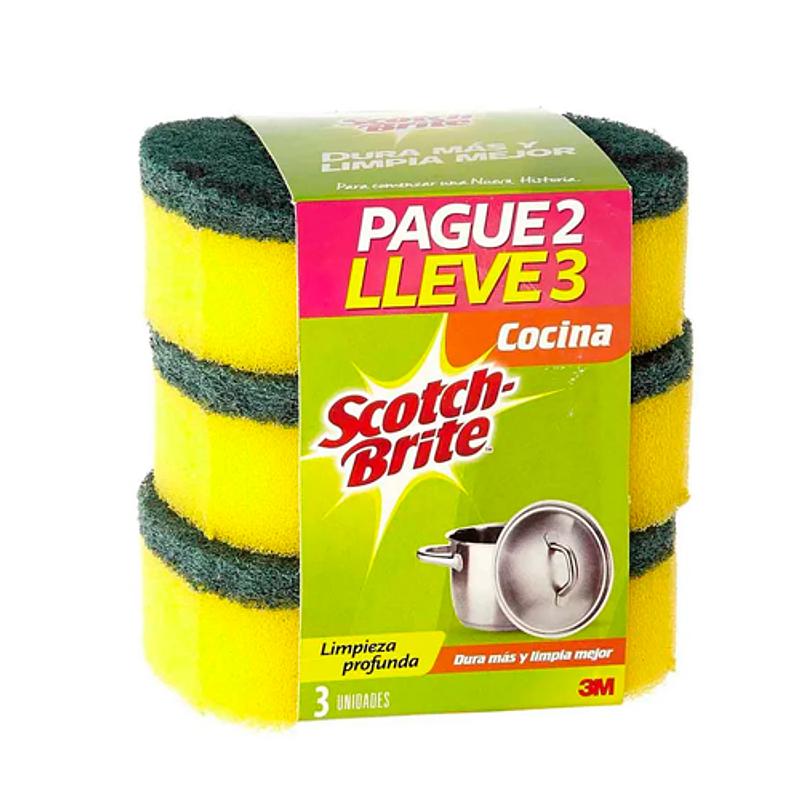 Scotch-
Brite
DURA MÁS Y
LIMPIA MEJOR
Para comenzar una Nueva Historia.
PAGUE 2
LLEVE 3
Cocina
Scotch-
Brite™
Limpieza
profunda
Dura más y limpia mejor
3 UNIDADES
3M